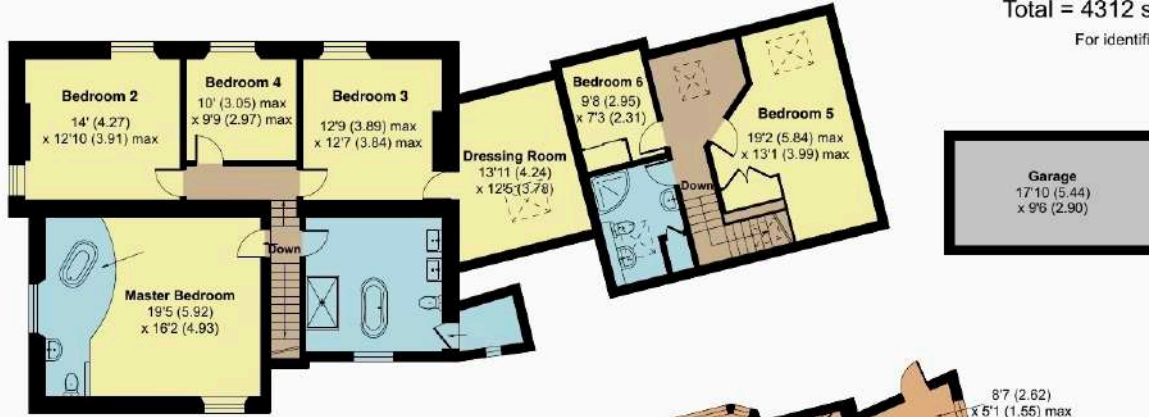 Total = 4312 s
For identifi
Bedroom 2
14' (4.27)
x 12'10 (3.91) max
Bedroom 4
10' (3.05) max
x 9'9 (2.97) max
Bedroom 3
12'9 (3.89) max
x 12'7 (3.84) max
Dressing Room
13'11 (4.24)
x 12'5 (3.78)
Bedroom 6
9'8 (2.95)
x 7'3 (2.31)
Bedroom 5
19'2 (5.84) max
x 13'1 (3.99) max
Down
Garage
17'10 (5.44)
x 9'6 (2.90)
Down
Master Bedroom
19'5 (5.92)
x 16'2 (4.93)
8'7 (2.62)
x 5'1 (1.55) max